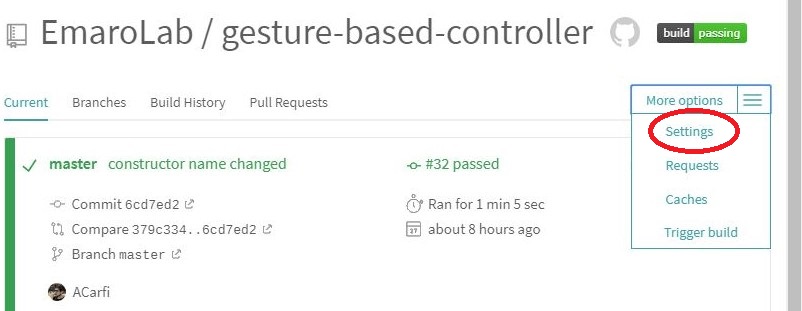 EmaroLab / gesture-based-controller
build passing
Current Branches Build History Pull Requests
More options
Settings
Requests
Caches
Trigger build
master constructor name changed
#32 passed
Commit 6cd7ed2
Ran for 1 min 5 sec
Compare 379c334..6cd7ed2
about 8 hours ago
Branch master
ACarfi